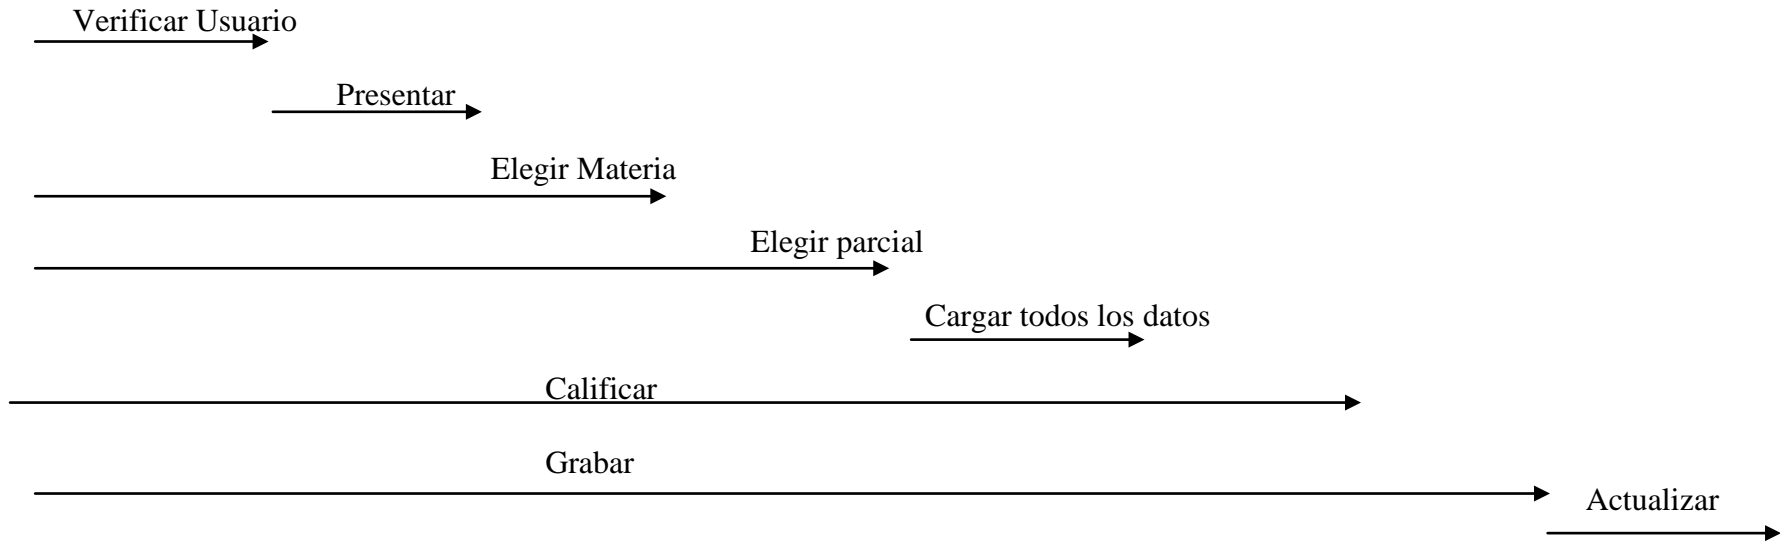 Verificar Usuario
Presentar
Elegir Materia
Elegir parcial
Cargar todos los datos
Calificar
Grabar
Actualizar